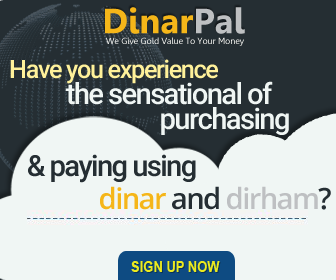 DinarPal
We Give Gold Value To Your Money
Have you experience
the sensational of
purchasing
& paying using
dinar and dirham?
SIGN UP NOW